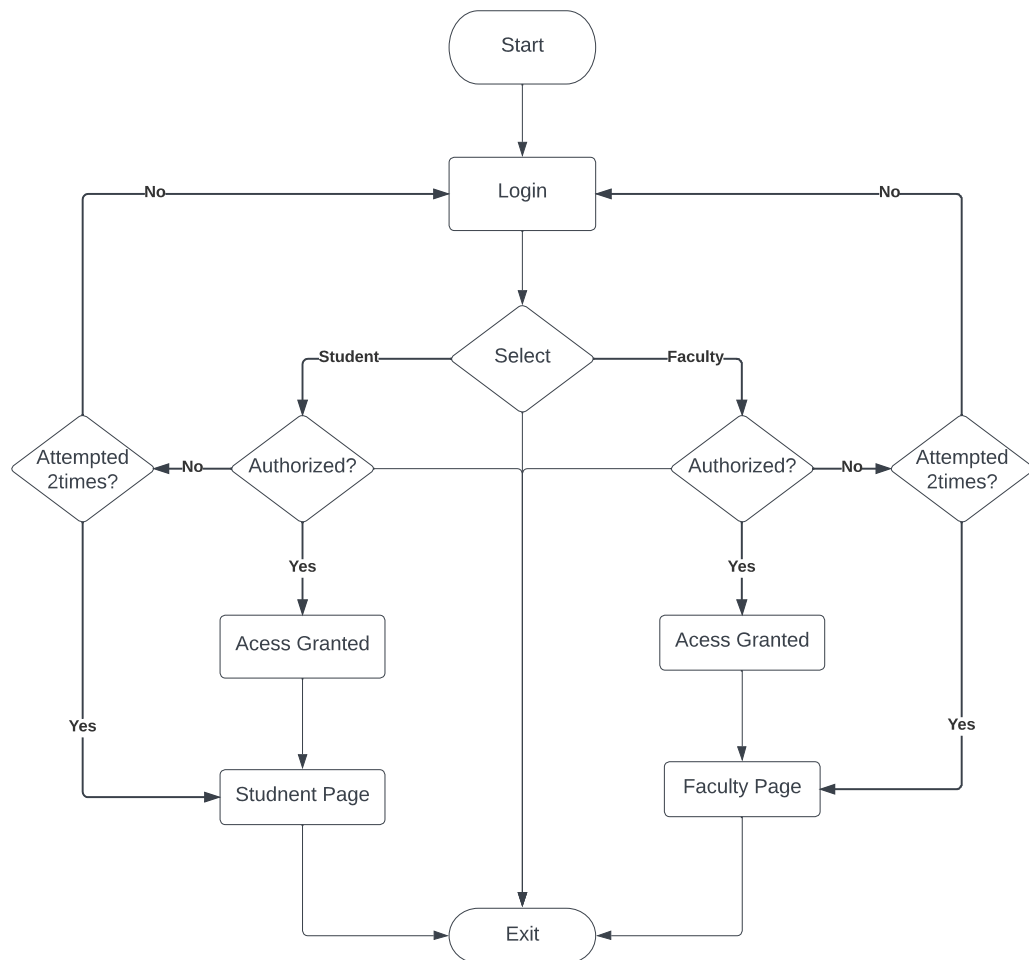 Start
No
Login
No
Student
Select
Faculty
Attempted
2times?
No
Authorized?
Authorized?
No
Attempted
2times?
Yes
Yes
Acess Granted
Acess Granted
Yes
Yes
Studnent Page
Faculty Page
Exit